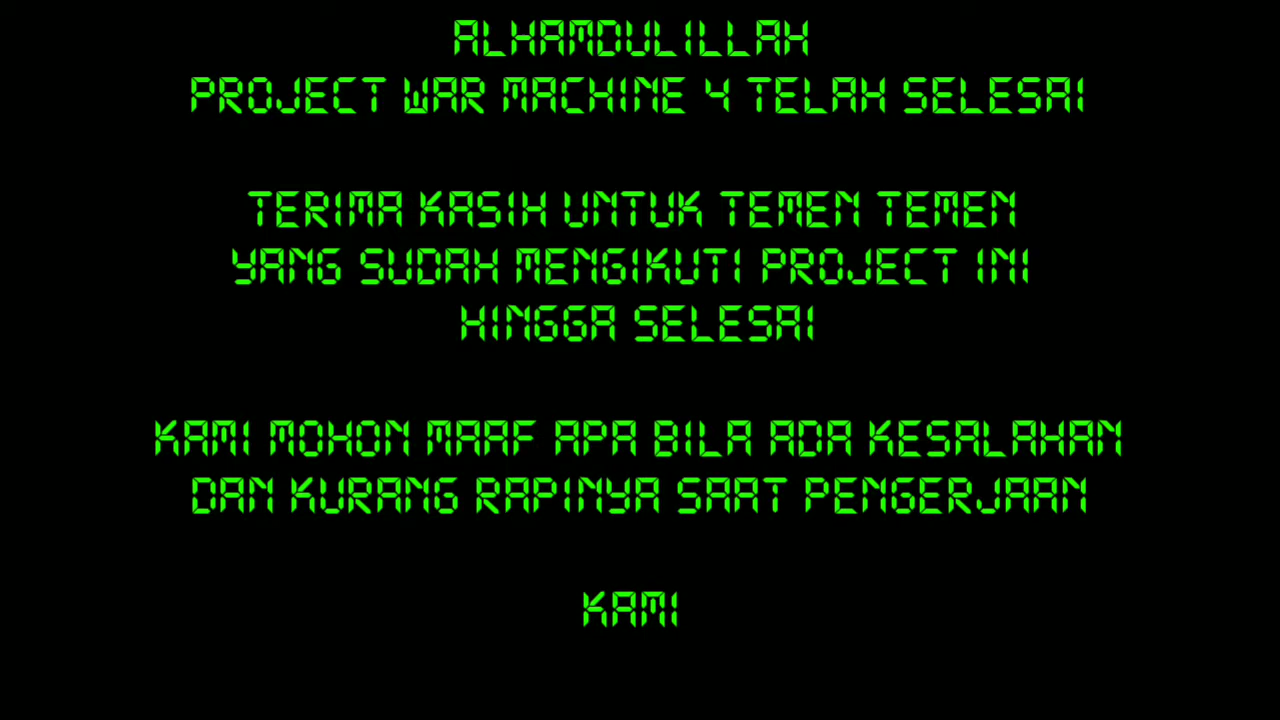 ALHAMDULILLAH
PROJECT WAR MACHINE 4 TELAH SELESAI
TERIMA KASIH UNTUK TEMEN TEMEN
YANG SUDAH MENGIKUTI PROJECT INI
HINGGA SELESAI
KAMI MOHON MAAF APA BILA ADA KESALAHAN
DAN KURANG RAPINYA SAAT PENGERJAAN
KAMI